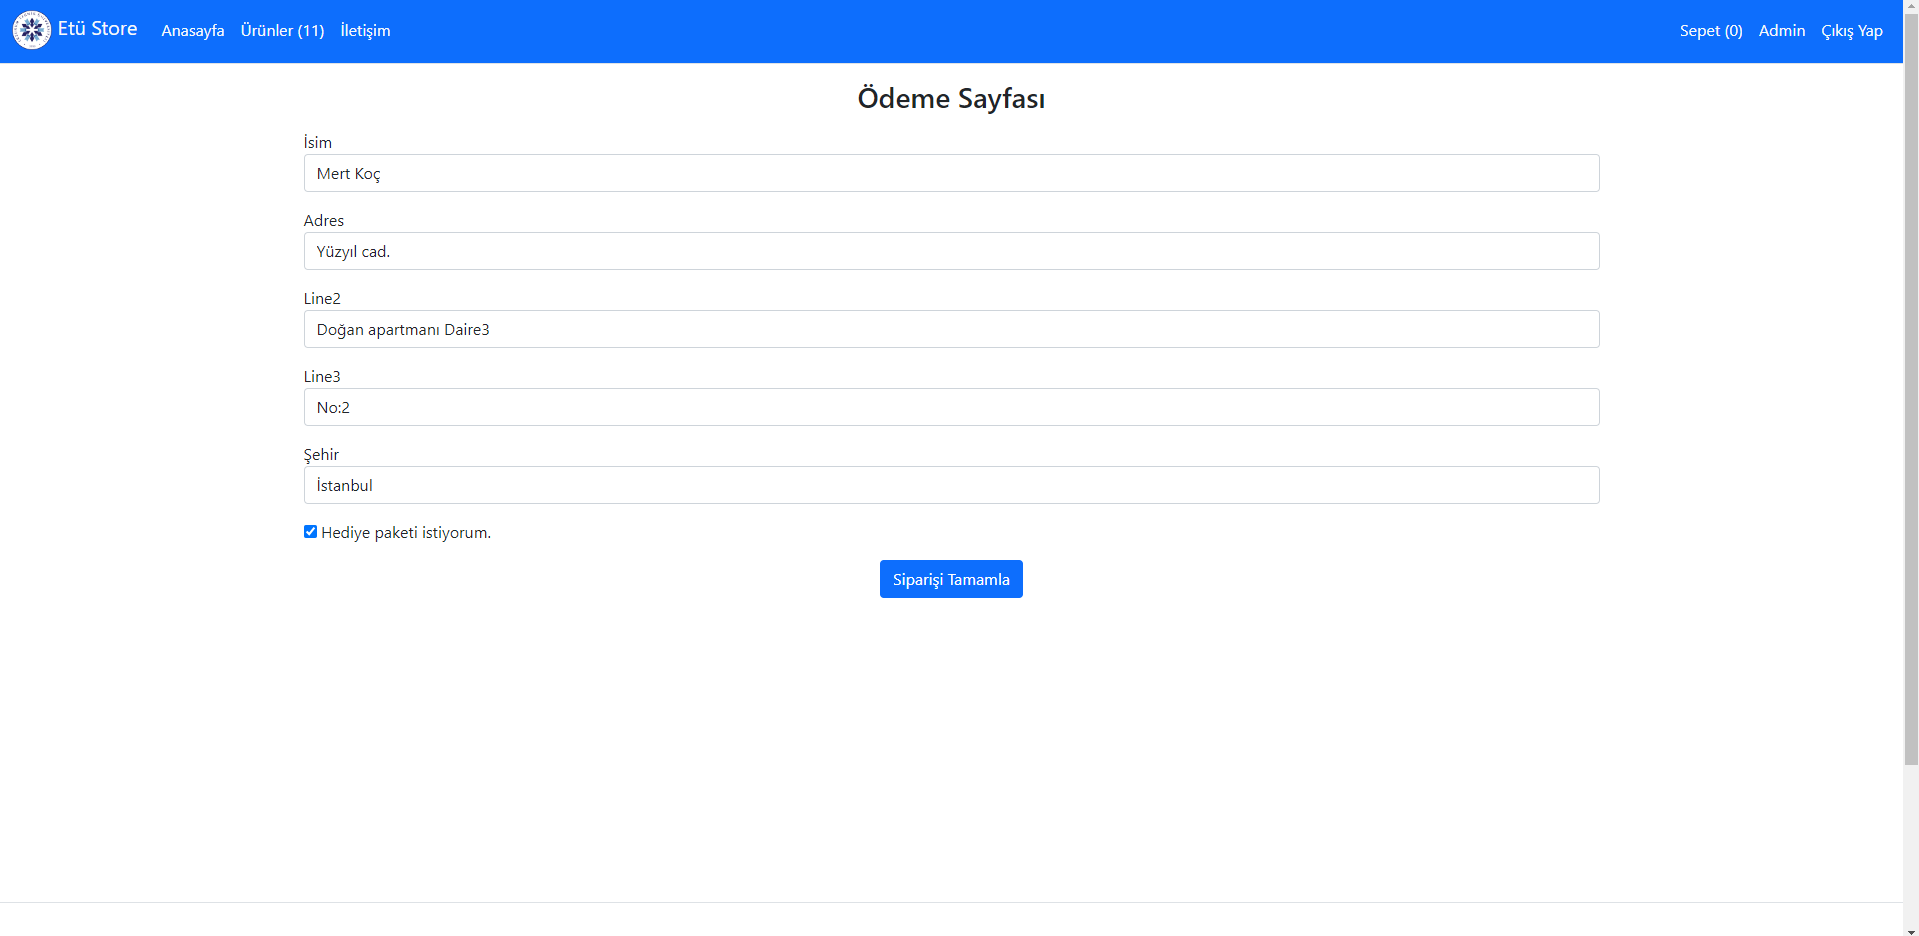 Etü Store Anasayfa Ürünler (11) İletişim Sepet (0) Admin Çıkış Yap
Ödeme Sayfası
İsim
Mert Koç
Adres
Yüzyıl cad.
Line2
Doğan apartmanı Daire3
Line3
No:2
Şehir
İstanbul
Hediye paketi istiyorum.
Siparişi Tamamla